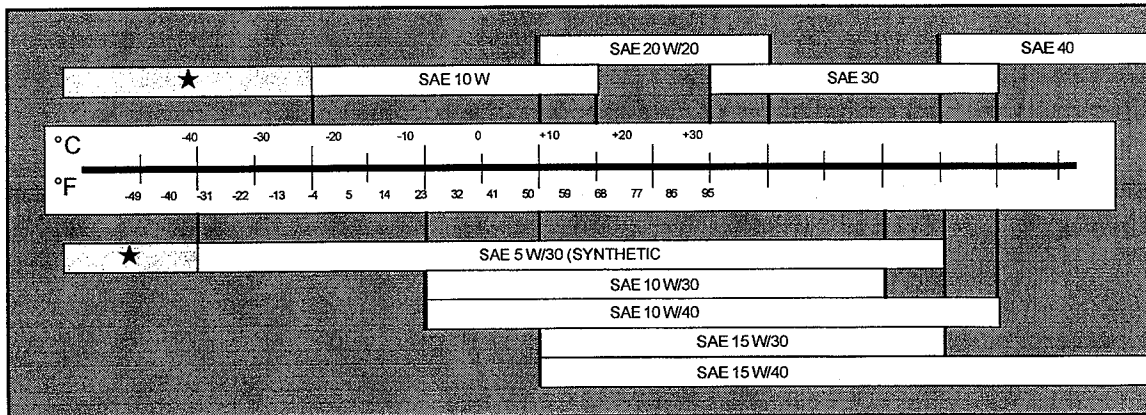 SAE 20 W/20 SAE 40
★ SAE 10 W SAE 30
°C -40 -30 -20 -10 0 +10 +20 +30
°F -49 -40 -31 -22 -13 -4 5 14 23 32 41 50 59 68 77 86 95
★ SAE 5 W/30 (SYNTHETIC
SAE 10 W/30
SAE 10 W/40
SAE 15 W/30
SAE 15 W/40